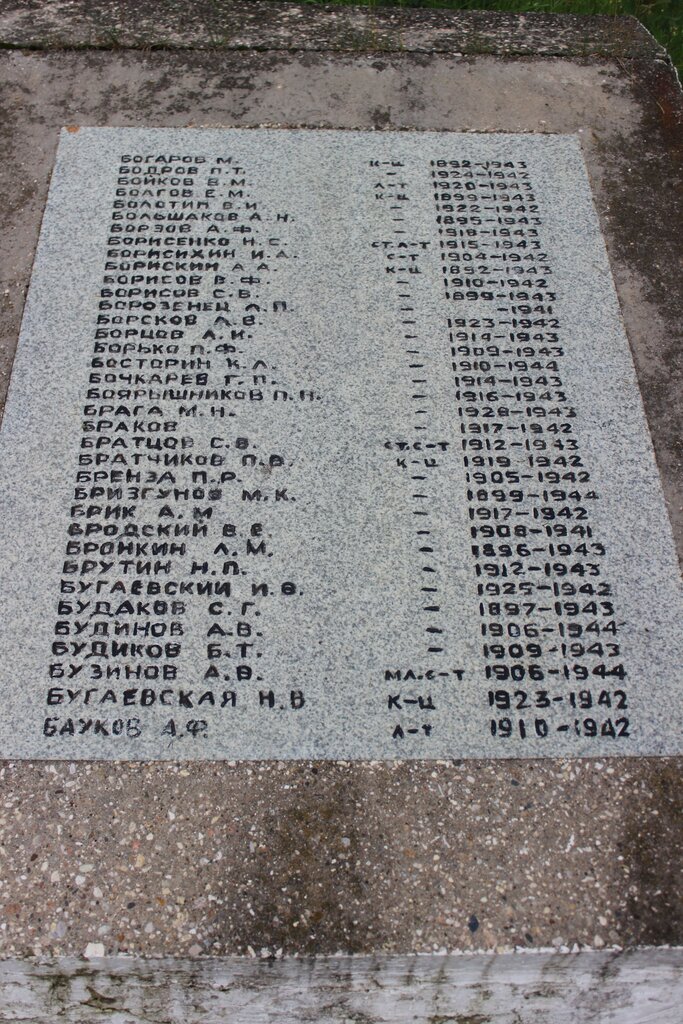 БОГАРОВ М. К-Ц 1892-1943
БОДРОВ П.Т. - 1924-1942
БОЙКОВ В.М. Л-Т 1920-1943
БОЛГОВ Е.М. К-Ц 1899-1943
БОЛОТИН В.И. - 1922-1942
БОЛЬШАКОВ А.Н. - 1895-1943
БОРЗОВ А.Ф. - 1918-1943
БОРИСЕНКО Н.С. СТ.Л-Т 1915-1943
БОРИСИХИН И.А. С-Т 1904-1942
БОРИСКИН А.А. К-Ц 1892-1943
БОРИСОВ В.Ф. - 1910-1942
БОРИСОВ С.В. - 1899-1943
БОРОЗЕНЕЦ Л.П. - -1941
БОРСКОВ Л.В. - 1923-1942
БОРЦОВ А.И. - 1914-1943
БОРЬКО П.Ф. - 1909-1943
БОСТОРИН К.Л. - 1910-1944
БОЧКАРЕВ Г.П. - 1914-1943
БОЯРЫШНИКОВ П.Н. - 1916-1943
БРАГА М.Н. - 1928-1943
БРАКОВ - 1917-1942
БРАТЦОВ С.В. СТ.С-Т 1912-1943
БРАТЧИКОВ П.В. К-Ц 1919-1942
БРЕНЗА П.Р. - 1905-1942
БРИЗГУНОВ М.К. - 1899-1944
БРИК А.М - 1917-1942
БРОДСКИЙ В.Е. - 1908-1941
БРОНКИН Л.М. - 1896-1943
БРУТИН Н.П. - 1912-1943
БУГАЕВСКИЙ И.Ф. - 1925-1942
БУДАКОВ С.Г. - 1897-1943
БУДИНОВ А.В. - 1906-1944
БУДИКОВ Б.Т. - 1909-1943
БУЗИНОВ А.В. МЛ.С-Т 1906-1944
БУГАЕВСКАЯ Н.В К-Ц 1923-1942
БАУКОВ А.Ф. Л-Т 1910-1942